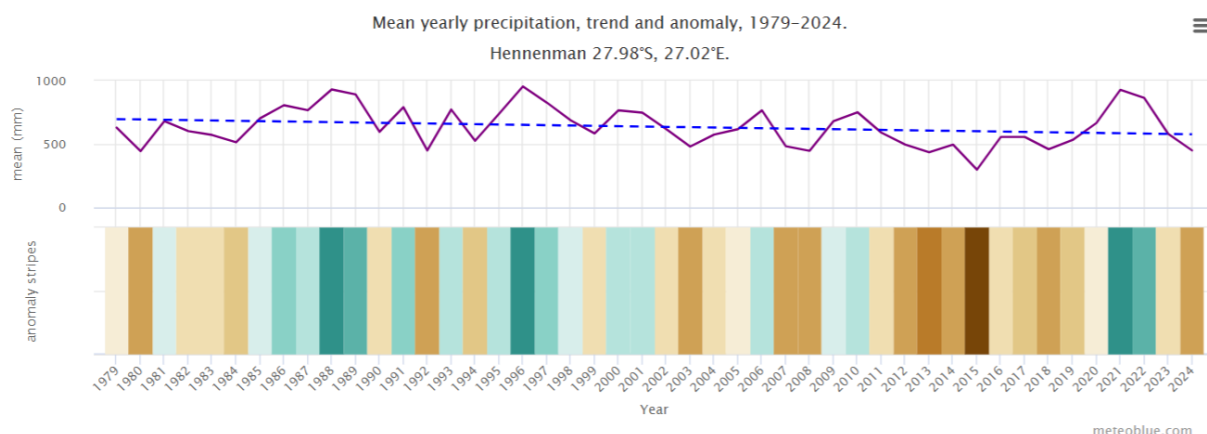 Mean yearly precipitation, trend and anomaly, 1979-2024.
Hennenman 27.98°S, 27.02°E.
mean (mm)
1000
500
0
anomaly stripes
1979 1980 1981 1982 1983 1984 1985 1986 1987 1988 1989 1990 1991 1992 1993 1994 1995 1996 1997 1998 1999 2000 2001 2002 2003 2004 2005 2006 2007 2008 2009 2010 2011 2012 2013 2014 2015 2016 2017 2018 2019 2020 2021 2022 2023 2024
Year
meteoblue.com